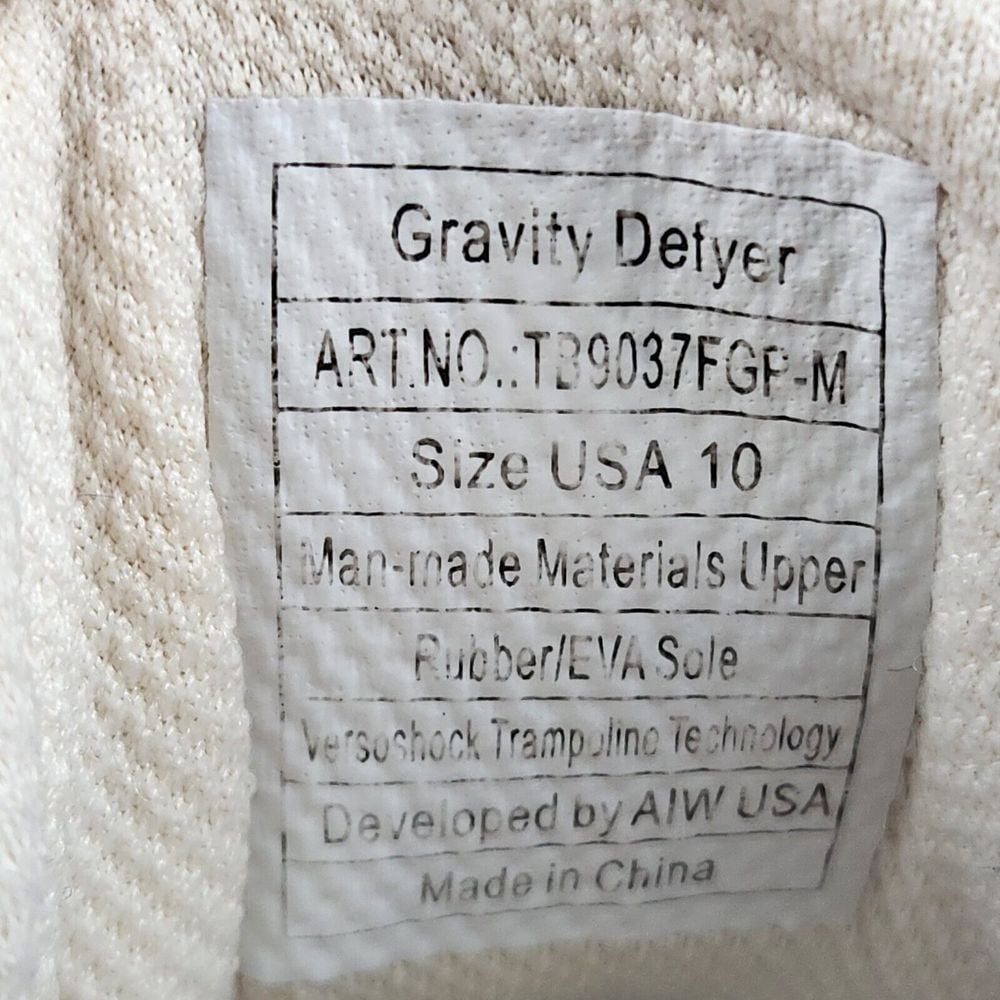 Gravity Defyer
ART.NO.:TB9037FGP-M
Size USA 10
Man-made Materials Upper
Rubber/EVA Sole
Versoshock Trampoline Technology
Developed by AIW USA
Made in China